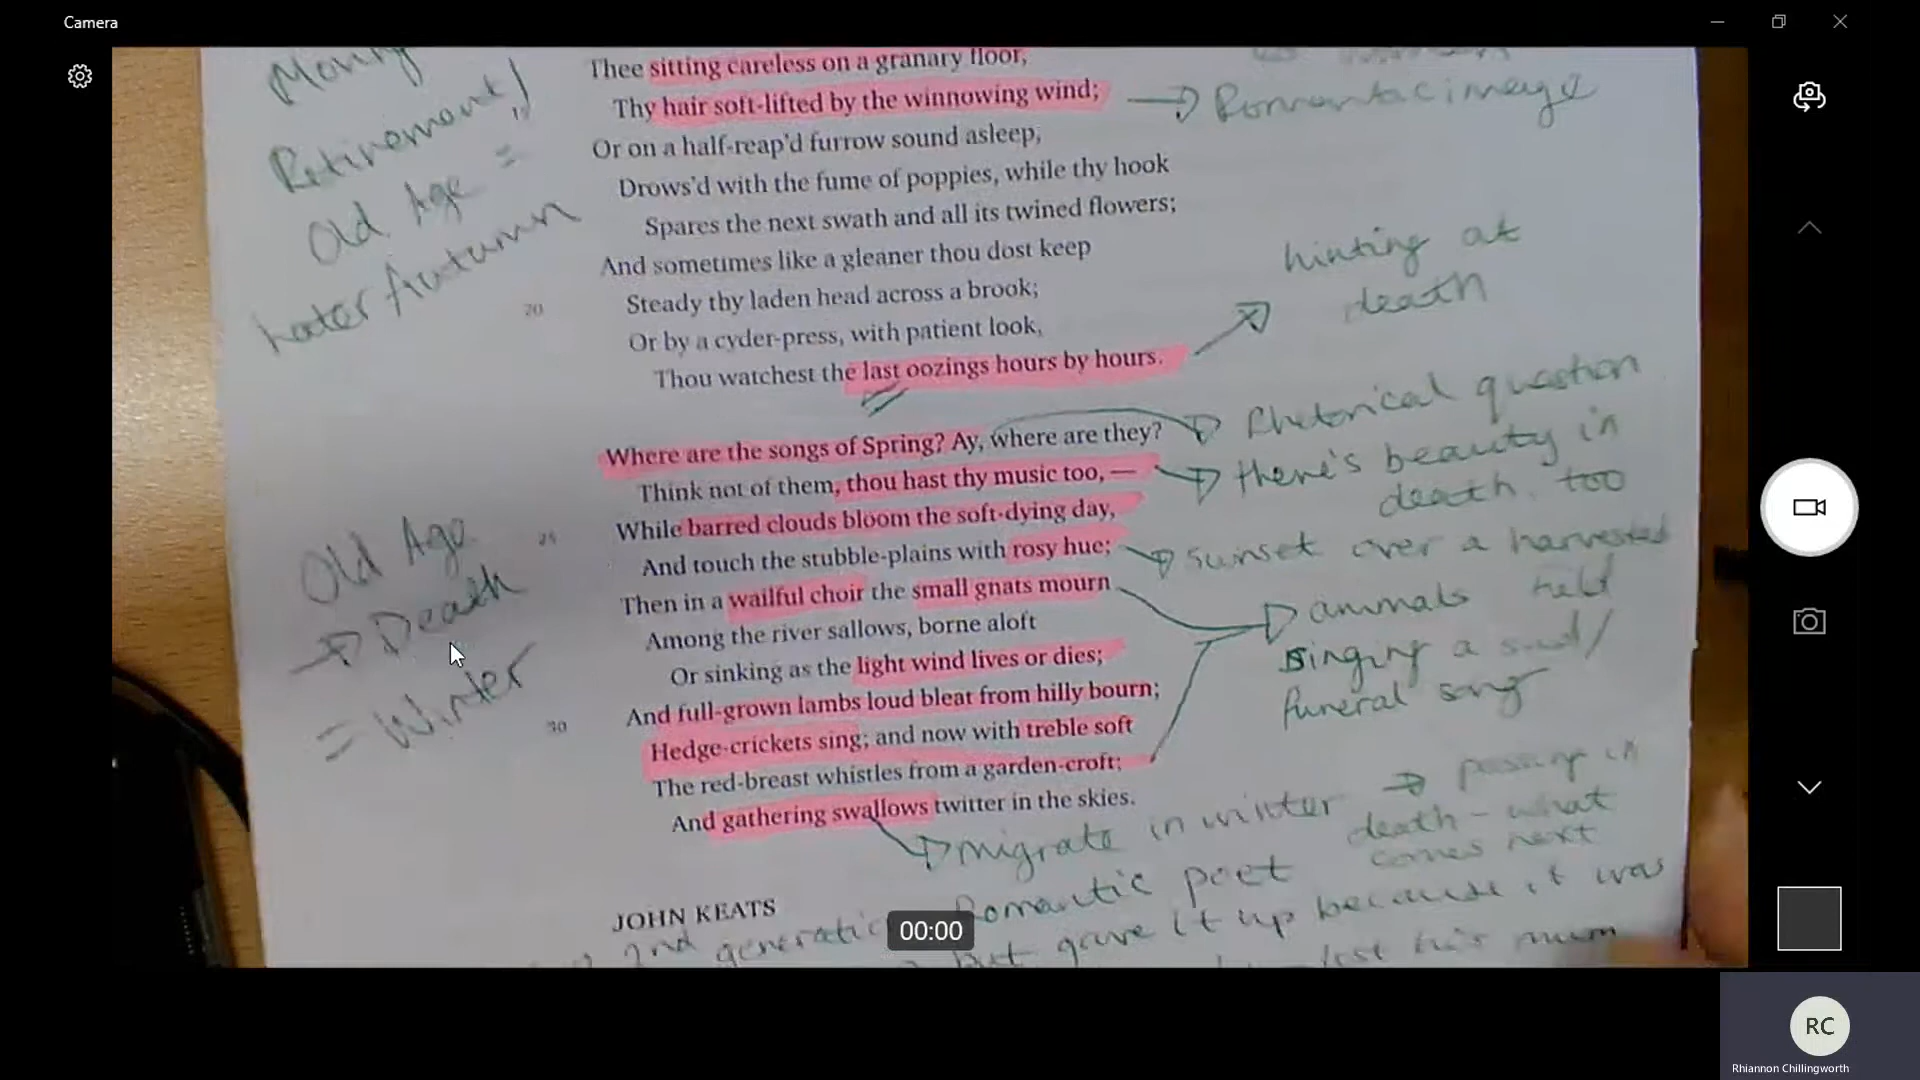 Camera
Thee sitting careless on a granary floor,
Thy hair soft-lifted by the winnowing wind;
Romantic image
Or on a half-reap'd furrow sound asleep,
Drows'd with the fume of poppies, while thy hook
Spares the next swath and all its twined flowers;
And sometimes like a gleaner thou dost keep
20 Steady thy laden head across a brook;
Or by a cyder-press, with patient look,
Thou watchest the last oozings hours by hours.
Retirement/
Old Age =
later Autumn
hinting at
death
Where are the songs of Spring? Ay, where are they?
Think not of them, thou hast thy music too, —
25 While barred clouds bloom the soft-dying day,
And touch the stubble-plains with rosy hue;
Then in a wailful choir the small gnats mourn
Among the river sallows, borne aloft
Or sinking as the light wind lives or dies;
30 And full-grown lambs loud bleat from hilly bourn;
Hedge-crickets sing; and now with treble soft
The red-breast whistles from a garden-croft;
And gathering swallows twitter in the skies.
Old Age
Death
= Winter
Rhetorical question
there's beauty in
death too
sunset over a harvested
field
animals
singing a sad/
funeral song
migrate in winter
passing in
death - what
comes next
JOHN KEATS
2nd generation Romantic poet
but gave it up because it was
lost his mum
00:00
RC
Rhiannon Chillingworth